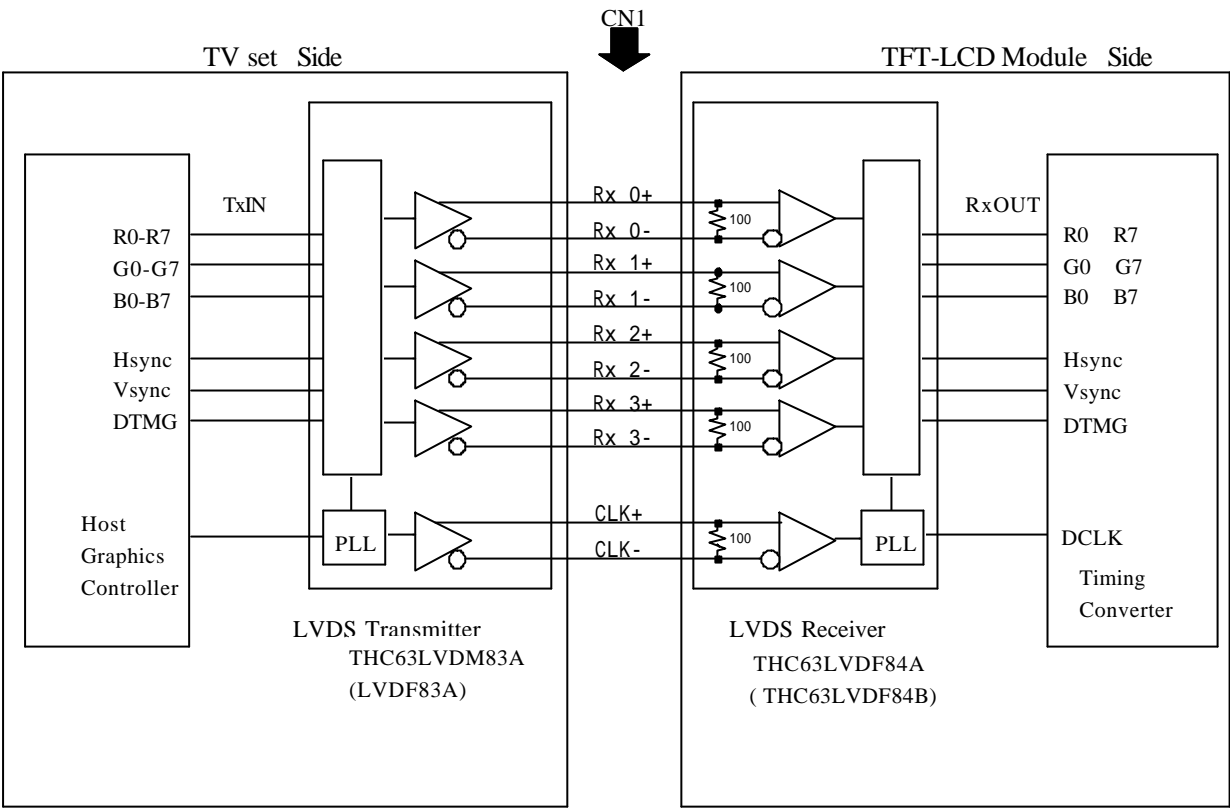 CN1
TV set Side
TFT-LCD Module Side
TxIN
R0-R7
G0-G7
B0-B7
Hsync
Vsync
DTMG
Host
Graphics
Controller
PLL
LVDS Transmitter
THC63LVDM83A
(LVDF83A)
Rx 0+
Rx 0-
Rx 1+
Rx 1-
Rx 2+
Rx 2-
Rx 3+
Rx 3-
CLK+
CLK-
100
100
100
100
100
PLL
LVDS Receiver
THC63LVDF84A
( THC63LVDF84B)
RxOUT
R0 R7
G0 G7
B0 B7
Hsync
Vsync
DTMG
DCLK
Timing
Converter